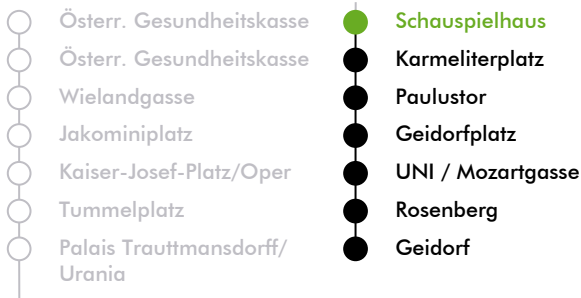 Österr. Gesundheitskasse
Österr. Gesundheitskasse
Wielandgasse
Jakominiplatz
Kaiser-Josef-Platz/Oper
Tummelplatz
Palais Trauttmansdorff/
Urania
Schauspielhaus
Karmeliterplatz
Paulustor
Geidorfplatz
UNI / Mozartgasse
Rosenberg
Geidorf